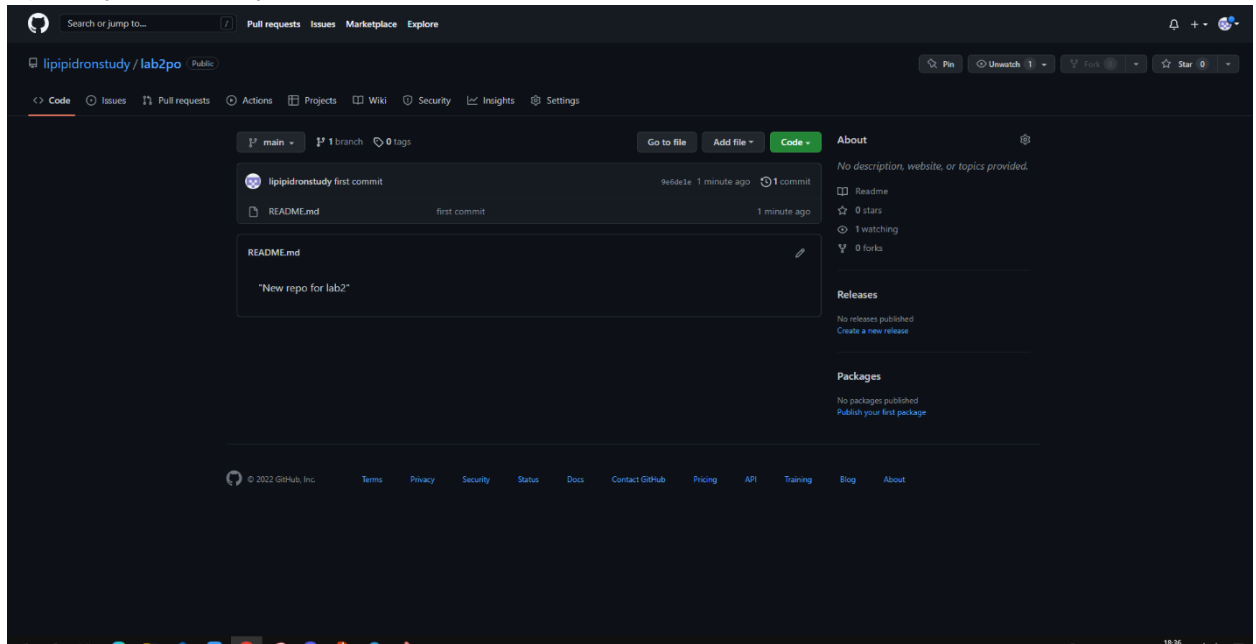 Search or jump to... / Pull requests Issues Marketplace Explore
lipipidronstudy / lab2po Public Pin Unwatch 1 Fork 0 Star 0
Code Issues Pull requests Actions Projects Wiki Security Insights Settings
main 1 branch 0 tags Go to file Add file Code
lipipidronstudy first commit 9e6de1e 1 minute ago 1 commit
README.md first commit 1 minute ago
README.md
"New repo for lab2"
About
No description, website, or topics provided.
Readme
0 stars
1 watching
0 forks
Releases
No releases published
Create a new release
Packages
No packages published
Publish your first package
© 2022 GitHub, Inc. Terms Privacy Security Status Docs Contact GitHub Pricing API Training Blog About
18:36